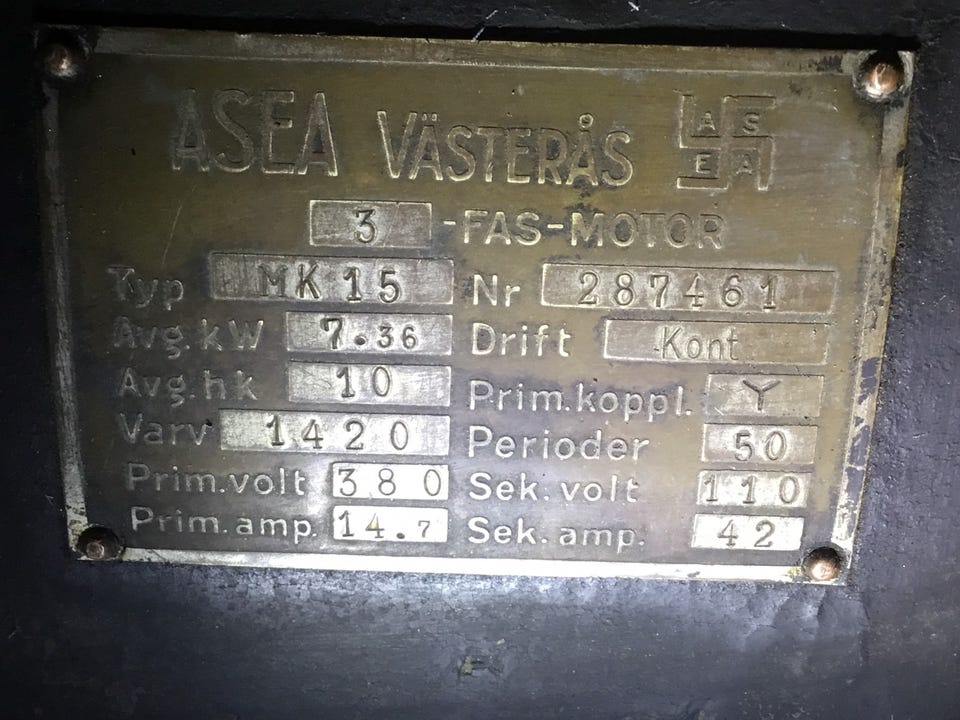 ASEA VÄSTERÅS AS EA
3 -FAS-MOTOR
Typ MK 15 Nr 287461
Avg. kW 7.36 Drift Kont
Avg. hk 10 Prim. koppl. Y
Varv 1420 Perioder 50
Prim. volt 380 Sek. volt 110
Prim. amp. 14.7 Sek. amp. 42